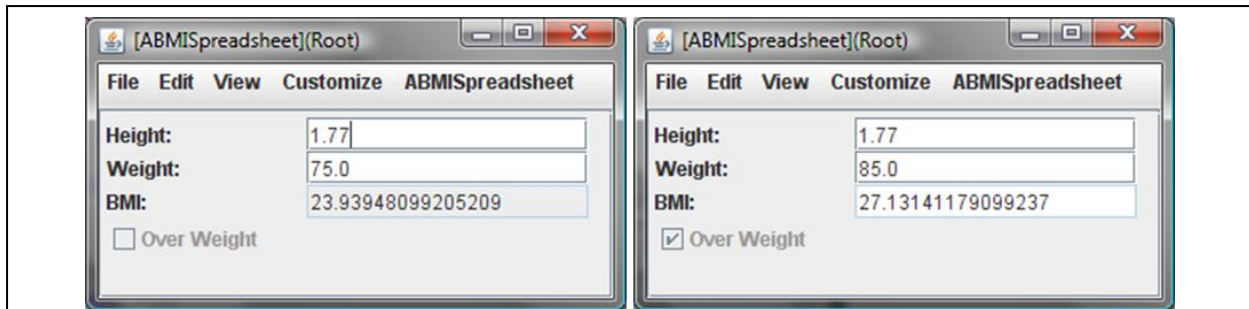 [ABMISpreadsheet](Root)
File Edit View Customize ABMISpreadsheet
Height: 1.77
Weight: 75.0
BMI: 23.93948099205209
Over Weight
[ABMISpreadsheet](Root)
File Edit View Customize ABMISpreadsheet
Height: 1.77
Weight: 85.0
BMI: 27.13141179099237
Over Weight